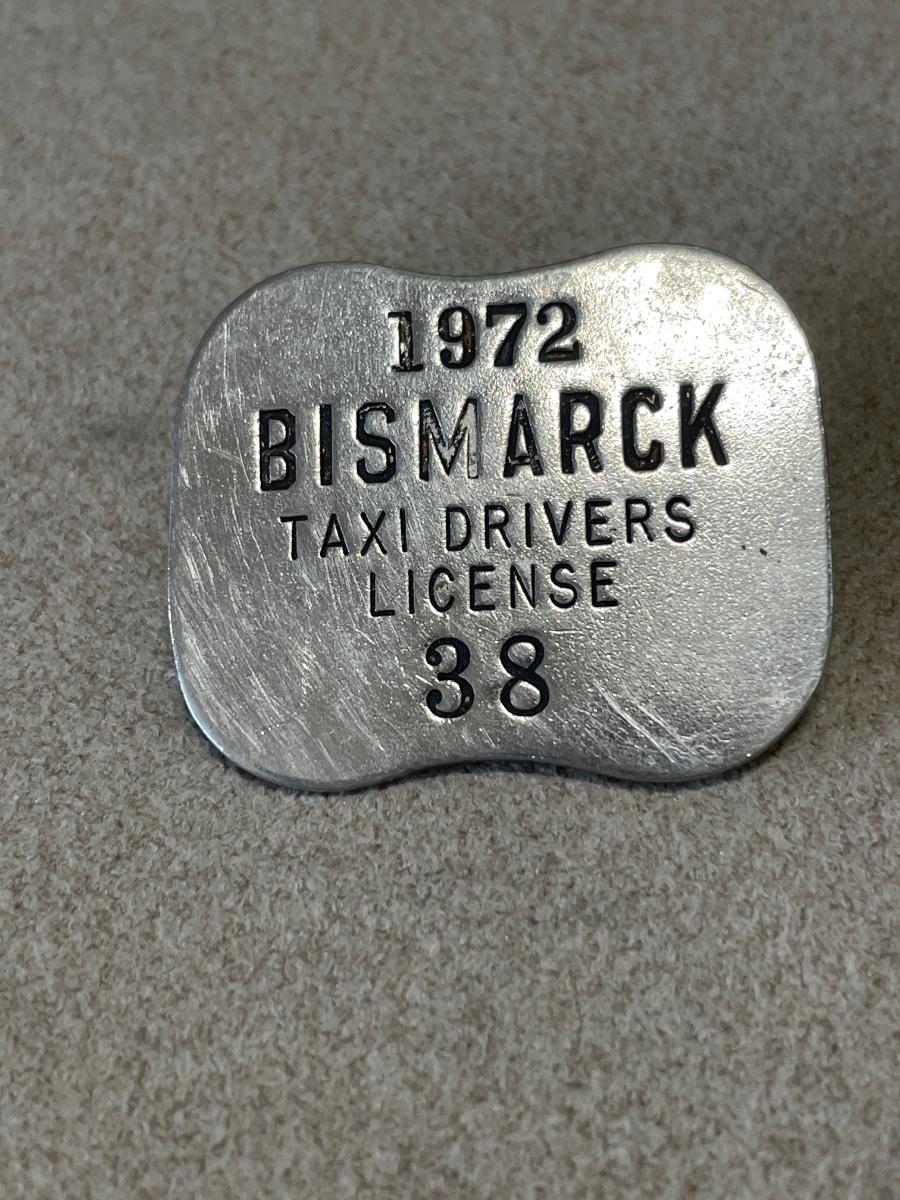 1972
BISMARCK
TAXI DRIVERS
LICENSE
38